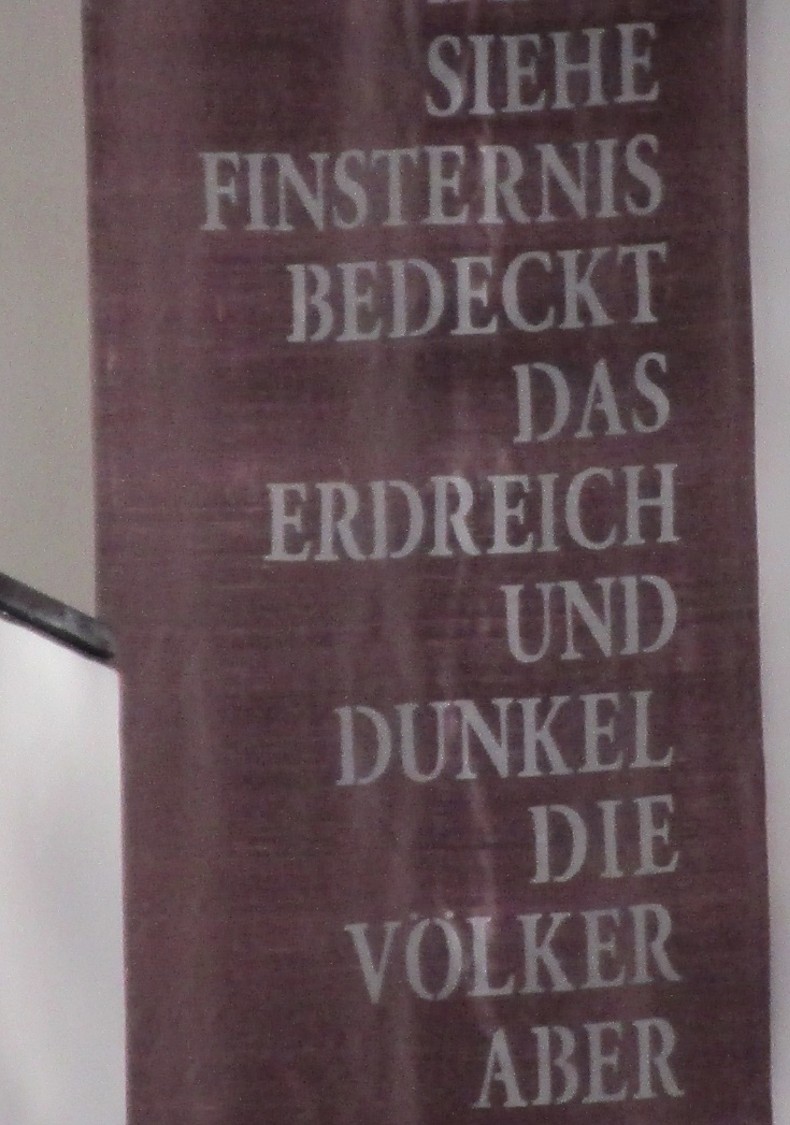 SIEHE
FINSTERNIS
BEDECKT
DAS
ERDREICH
UND
DUNKEL
DIE
VÖLKER
ABER